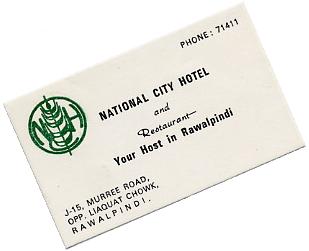 PHONE: 71411
NATIONAL CITY HOTEL
and
Restaurant
Your Host in Rawalpindi
J-15, MURREE ROAD,
OPP. LIAQUAT CHOWK,
RAWALPINDI.